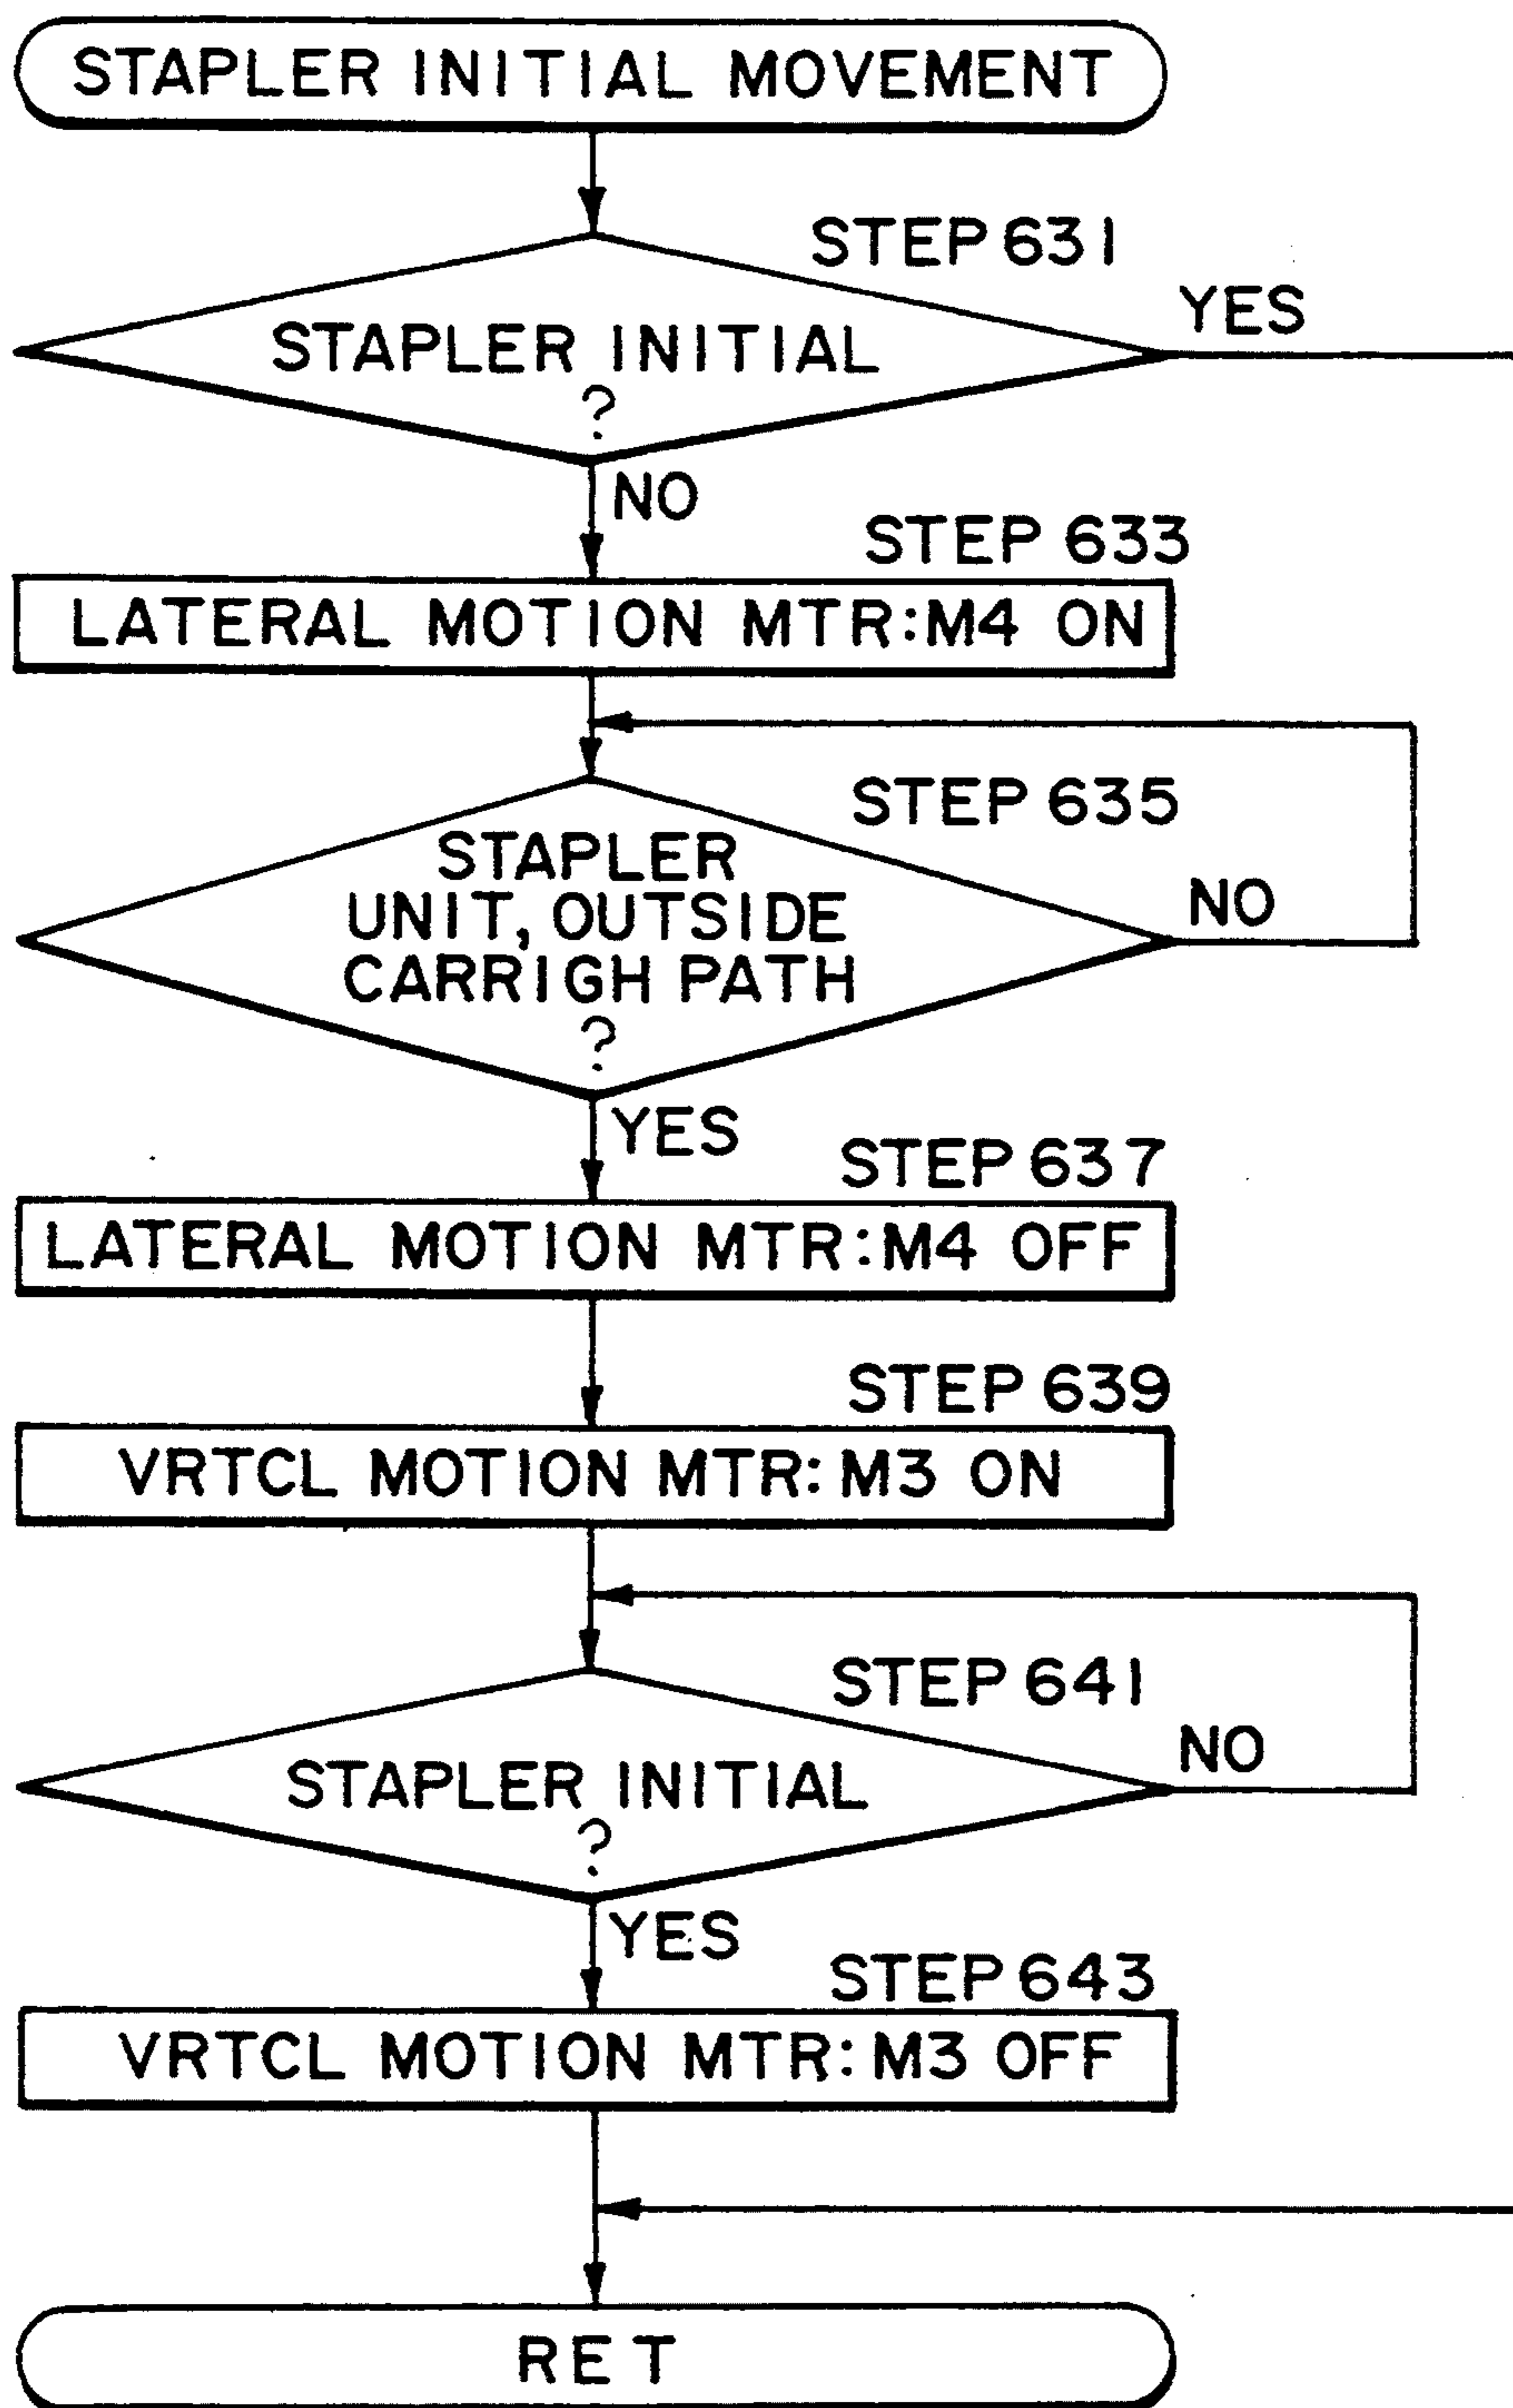 STAPLER INITIAL MOVEMENT
STEP 631
YES
STAPLER INITIAL
?
NO
STEP 633
LATERAL MOTION MTR:M4 ON
STEP 635
STAPLER
UNIT, OUTSIDE
CARRIGH PATH
?
NO
YES
STEP 637
LATERAL MOTION MTR:M4 OFF
STEP 639
VRTCL MOTION MTR:M3 ON
STEP 641
NO
STAPLER INITIAL
?
YES
STEP 643
VRTCL MOTION MTR:M3 OFF
RET